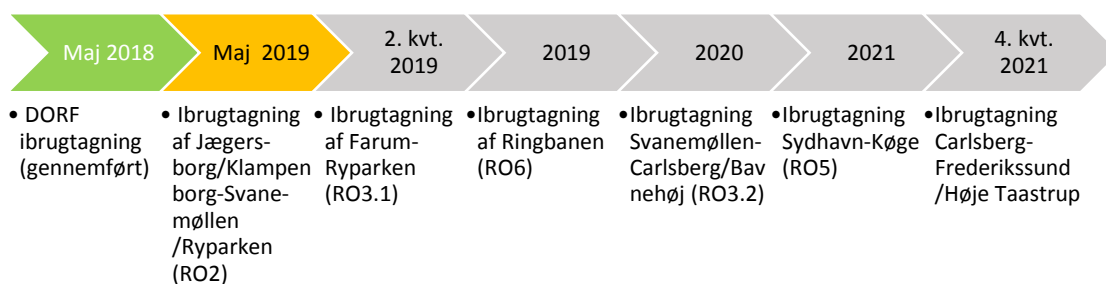 Maj 2018
Maj 2019
2. kvt.
2019
2019
2020
2021
4. kvt.
2021
• DORF
ibrugtagning
(gennemført)
• Ibrugtagning
af Jægers-
borg/Klampen
borg-Svane-
møllen
/Ryparken
(RO2)
• Ibrugtagning
af Farum-
Ryparken
(RO3.1)
•Ibrugtagning
af Ringbanen
(RO6)
•Ibrugtagning
Svanemøllen-
Carlsberg/Bav
nehøj (RO3.2)
•Ibrugtagning
Sydhavn-Køge
(RO5)
•Ibrugtagning
Carlsberg-
Frederikssund
/Høje Taastrup